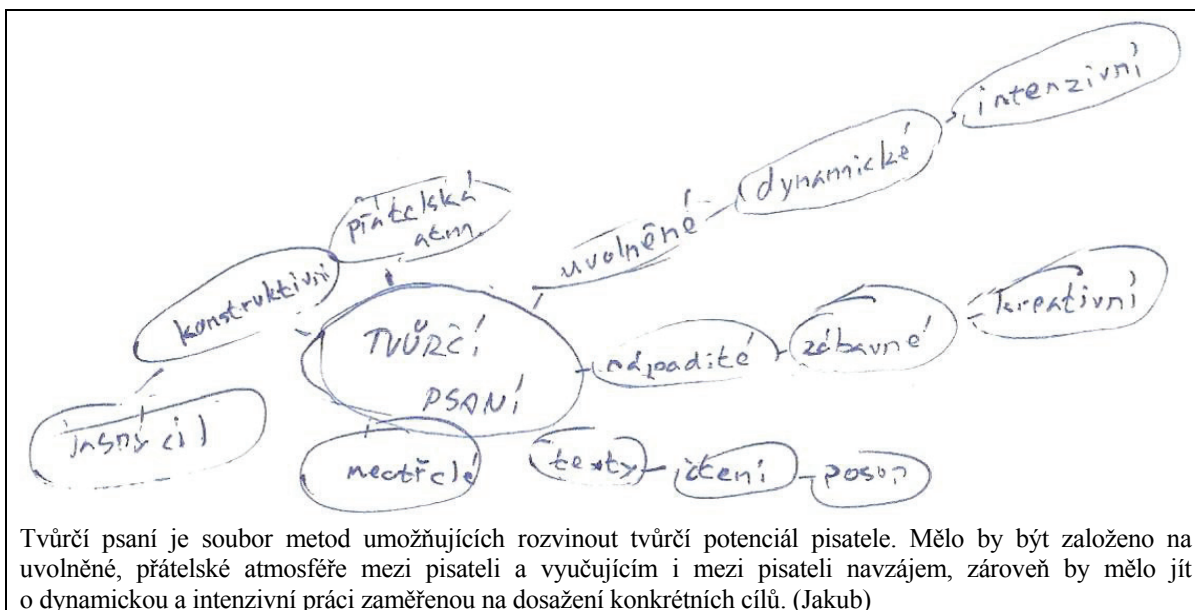 intenzivní
dynamické
uvolněné
přátelská
atm.
konstruktivní
TVŮRČÍ
PSANÍ
nápadité
zábavné
kreativní
jasný cíl
neotřelé
texty
čtení
Tvůrčí psaní je soubor metod umožňujících rozvinout tvůrčí potenciál pisatele. Mělo by být založeno na
uvolněné, přátelské atmosféře mezi pisateli a vyučujícím i mezi pisateli navzájem, zároveň by mělo jít
o dynamickou a intenzivní práci zaměřenou na dosažení konkrétních cílů. (Jakub)